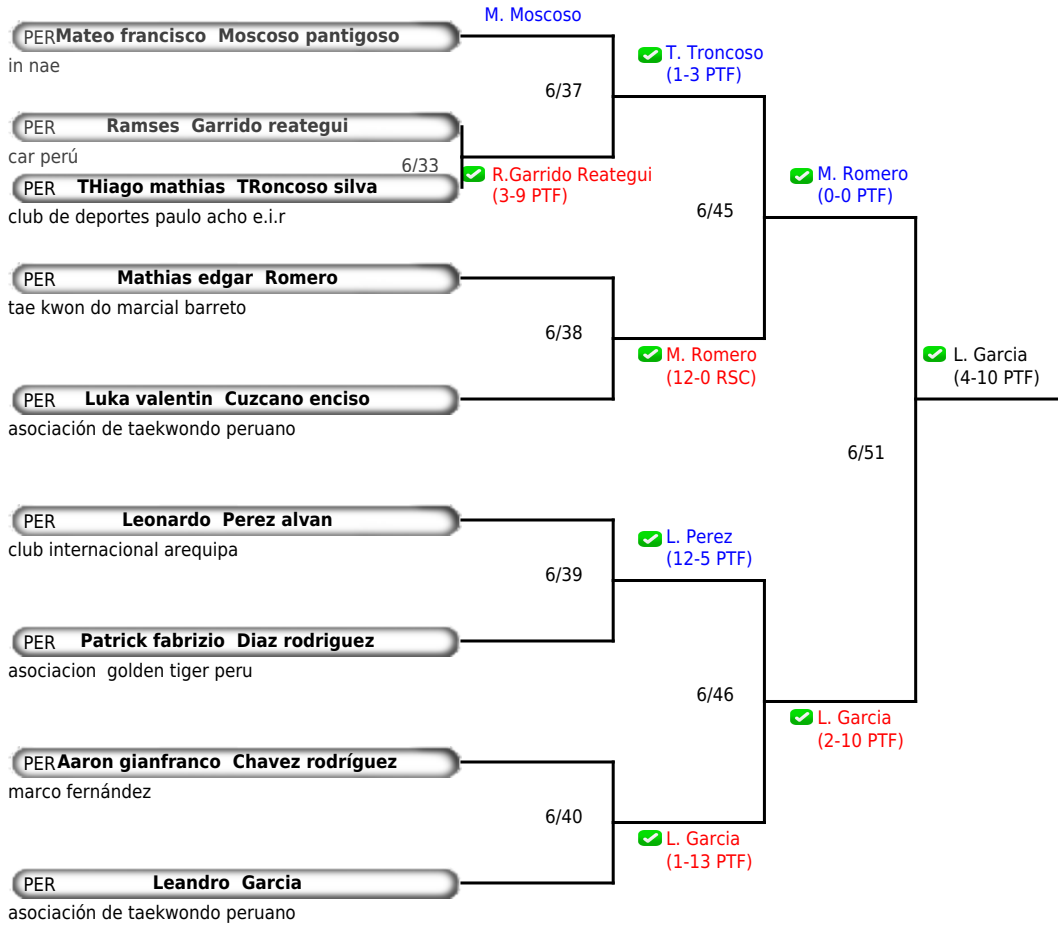 M. Moscoso
PER Mateo francisco Moscoso pantigoso
in nae
T. Troncoso
(1-3 PTF)
6/37
PER Ramses Garrido reategui
car perú
6/33
R.Garrido Reategui
(3-9 PTF)
M. Romero
(0-0 PTF)
PER THiago mathias TRoncoso silva
club de deportes paulo acho e.i.r
6/45
PER Mathias edgar Romero
tae kwon do marcial barreto
6/38
M. Romero
(12-0 RSC)
L. Garcia
(4-10 PTF)
PER Luka valentin Cuzcano enciso
asociación de taekwondo peruano
6/51
PER Leonardo Perez alvan
club internacional arequipa
L. Perez
(12-5 PTF)
6/39
PER Patrick fabrizio Diaz rodriguez
asociacion golden tiger peru
6/46
L. Garcia
(2-10 PTF)
PER Aaron gianfranco Chavez rodríguez
marco fernández
6/40
L. Garcia
(1-13 PTF)
PER Leandro Garcia
asociación de taekwondo peruano